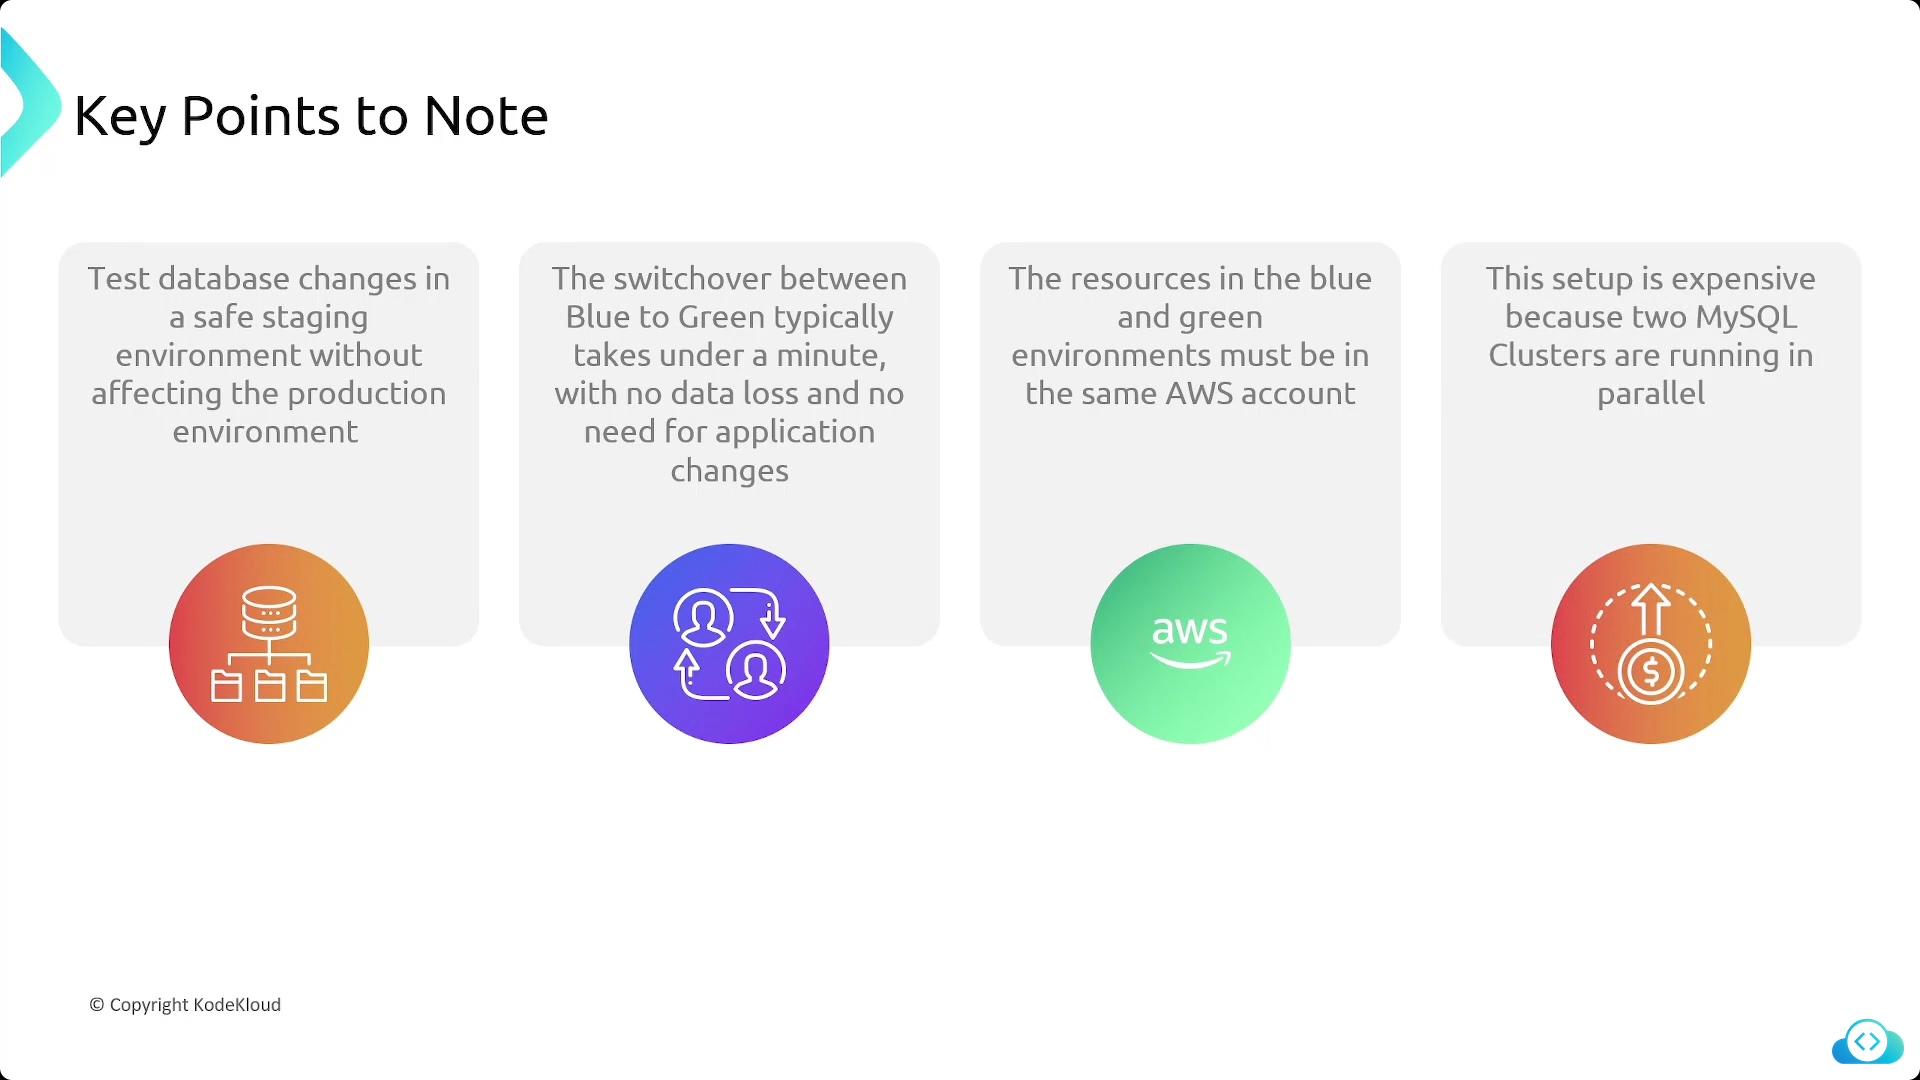 Key Points to Note
Test database changes in
a safe staging
environment without
affecting the production
environment
The switchover between
Blue to Green typically
takes under a minute,
with no data loss and no
need for application
changes
The resources in the blue
and green
environments must be in
the same AWS account
This setup is expensive
because two MySQL
Clusters are running in
parallel
aws
$
© Copyright KodeKloud